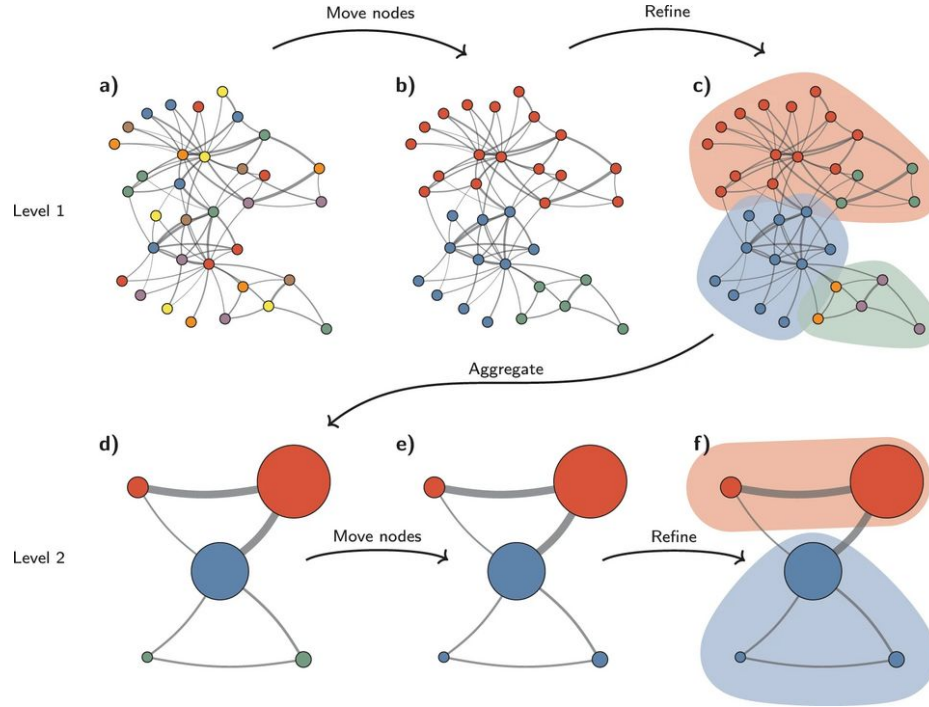 Move nodes
Refine
a)
b)
c)
Level 1
Aggregate
d)
e)
f)
Move nodes
Refine
Level 2